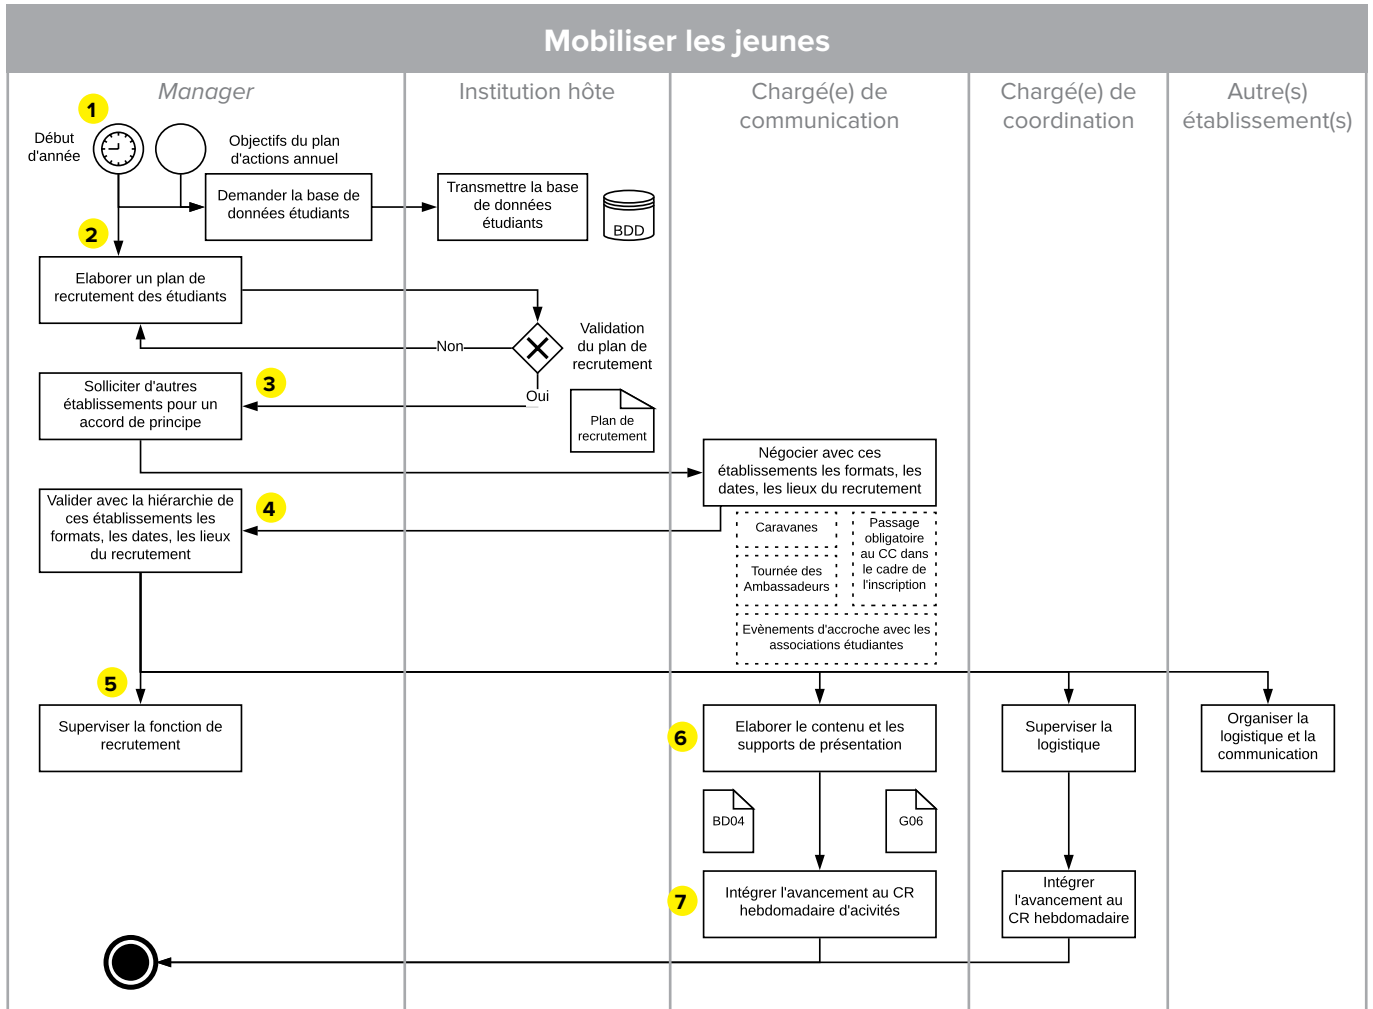 Mobiliser les jeunes
Manager
Institution hôte
Chargé(e) de
communication
Chargé(e) de
coordination
Autre(s)
établissement(s)
1
Début
d'année
Objectifs du plan
d'actions annuel
Demander la base de
données étudiants
Transmettre la base
de données
étudiants
BDD
2
Elaborer un plan de
recrutement des étudiants
Validation
du plan de
recrutement
Non
Oui
Plan de
recrutement
3
Solliciter d'autres
établissements pour un
accord de principe
Négocier avec ces
établissements les formats, les
dates, les lieux du recrutement
4
Valider avec la hiérarchie de
ces établissements les
formats, les dates, les lieux
du recrutement
Caravanes
Passage
obligatoire
au CC dans
le cadre de
l'inscription
Tournée des
Ambassadeurs
Evènements d'accroche avec les
associations étudiantes
5
Superviser la fonction de
recrutement
6
Elaborer le contenu et les
supports de présentation
Superviser la
logistique
Organiser la
logistique et la
communication
BD04
G06
7
Intégrer l'avancement au CR
hebdomadaire d'acivités
Intégrer
l'avancement au
CR hebdomadaire